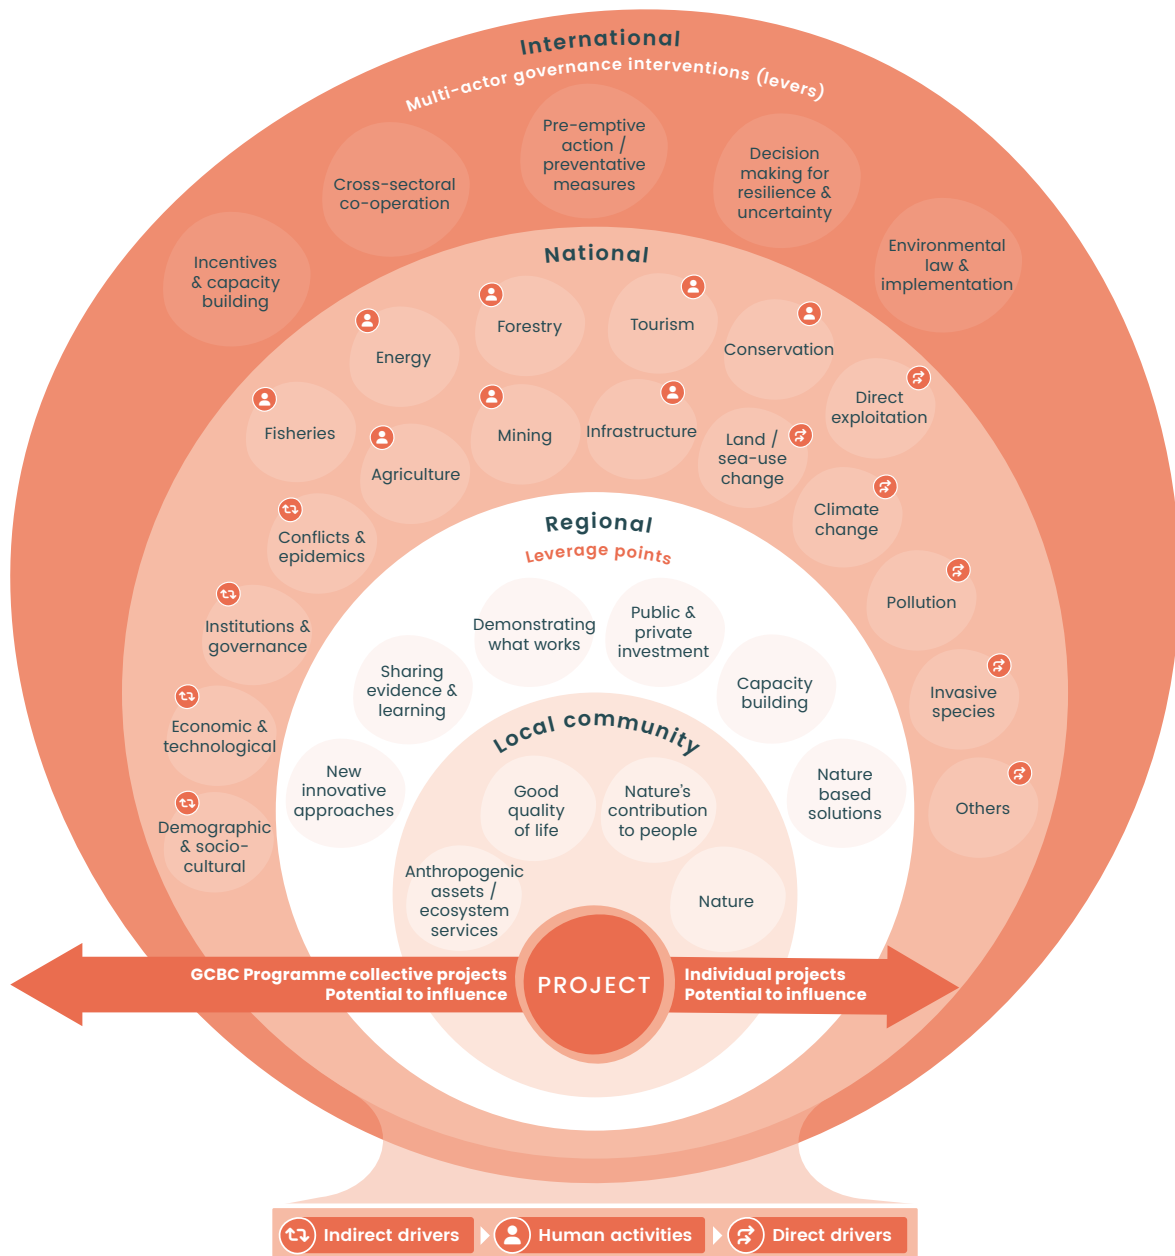 International
Multi-actor governance interventions (levers)
Pre-emptive
action /
preventative
measures
Decision
making for
resilience &
uncertainty
Cross-sectoral
co-operation
Environmental
law &
implementation
Incentives
& capacity
building
National
Forestry
Tourism
Energy
Conservation
Direct
exploitation
Fisheries
Mining
Infrastructure
Agriculture
Land /
sea-use
change
Climate
change
Conflicts &
epidemics
Pollution
Institutions &
governance
Invasive
species
Economic &
technological
Others
Demographic
& socio-
cultural
Regional
Leverage points
Demonstrating
what works
Public &
private
investment
Sharing
evidence &
learning
Capacity
building
New
innovative
approaches
Nature
based
solutions
Local community
Good
quality
of life
Nature's
contribution
to people
Anthropogenic
assets /
ecosystem
services
Nature
GCBC Programme collective projects
Potential to influence
PROJECT
Individual projects
Potential to influence
Indirect drivers
Human activities
Direct drivers